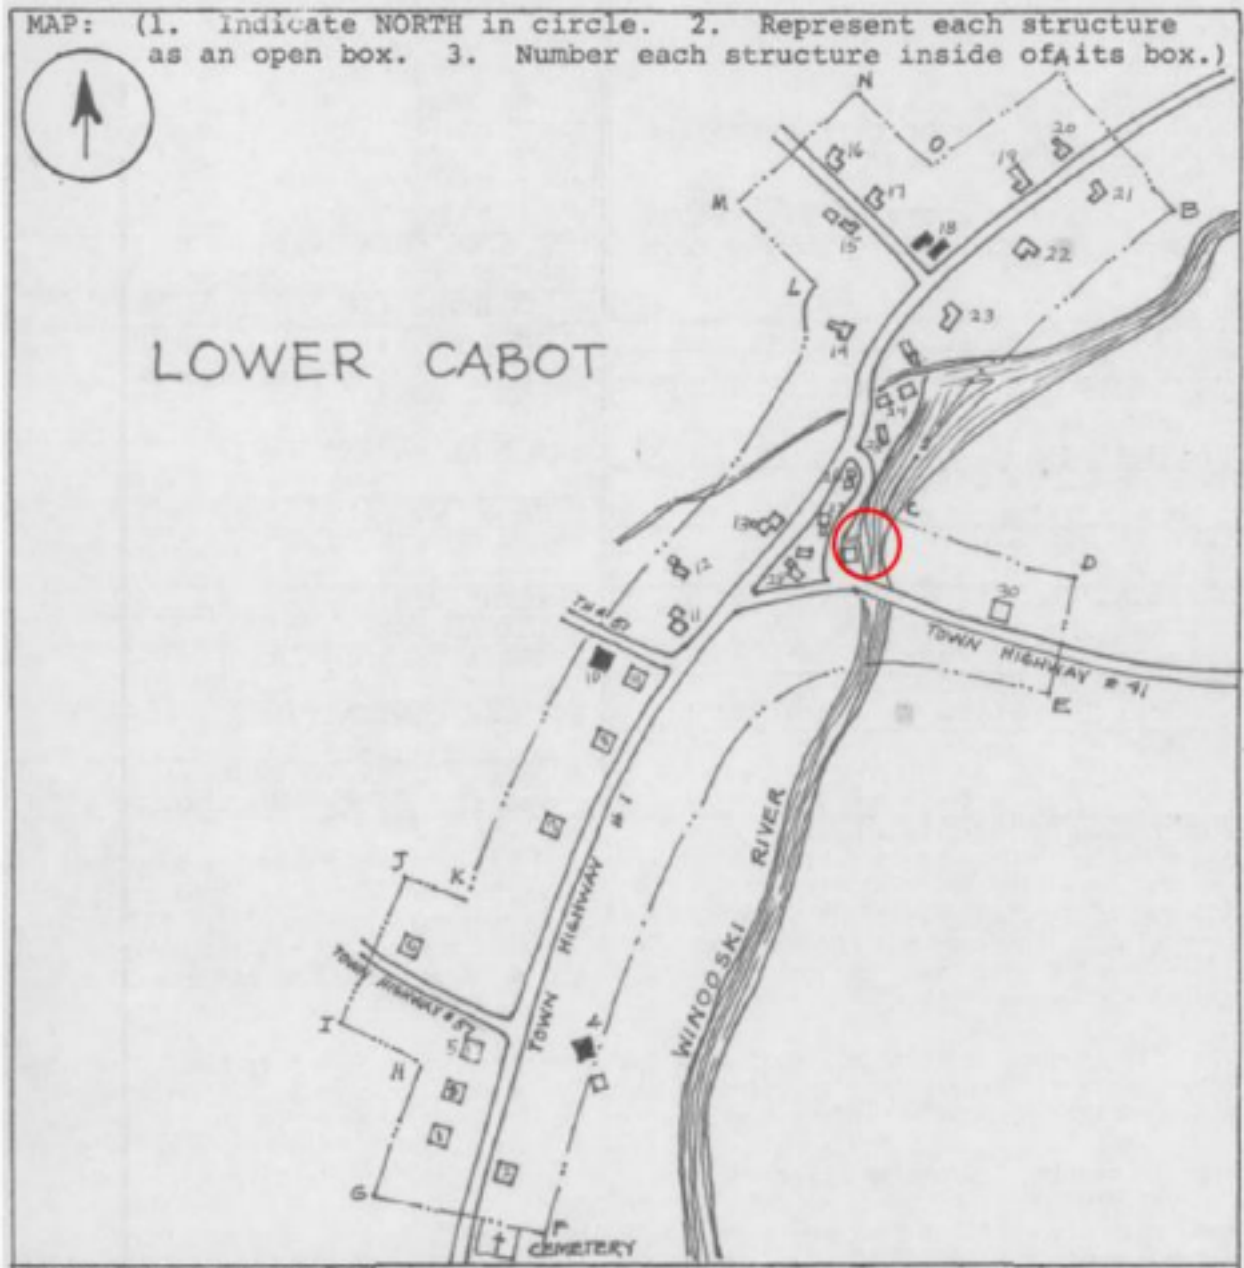 MAP: (1. Indicate NORTH in circle. 2. Represent each structure
as an open box. 3. Number each structure inside of its box.)
A
N
O
20
16
19
M
17
21
B
18
15
22
L
23
14
LOWER CABOT
24
C
13
D
12
30
11
TOWN HIGHWAY # 41
E
10
TOWN HIGHWAY # 1
WINOOSKI RIVER
J
K
I
5
4
H
G
F
CEMETERY